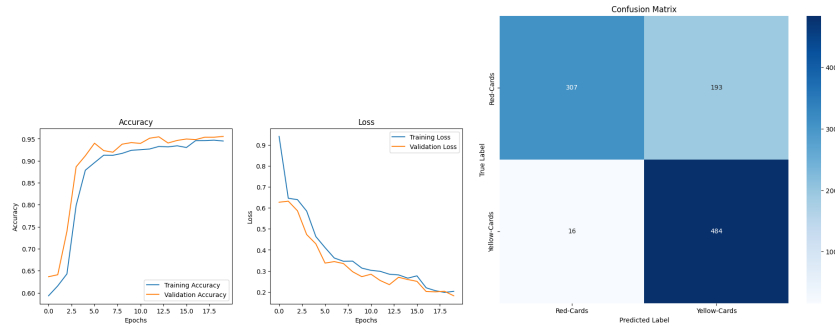 Confusion Matrix
Red-Cards
307
193
400
300
Accuracy
Loss
0.95
0.90
0.85
0.80
0.75
0.70
0.65
0.60
Accuracy
Training Accuracy
Validation Accuracy
0.0 2.5 5.0 7.5 10.0 12.5 15.0 17.5
Epochs
0.9
0.8
0.7
0.6
0.5
0.4
0.3
0.2
Loss
Training Loss
Validation Loss
0.0 2.5 5.0 7.5 10.0 12.5 15.0 17.5
Epochs
True Label
Yellow-Cards
16
484
200
100
Red-Cards
Yellow-Cards
Predicted Label